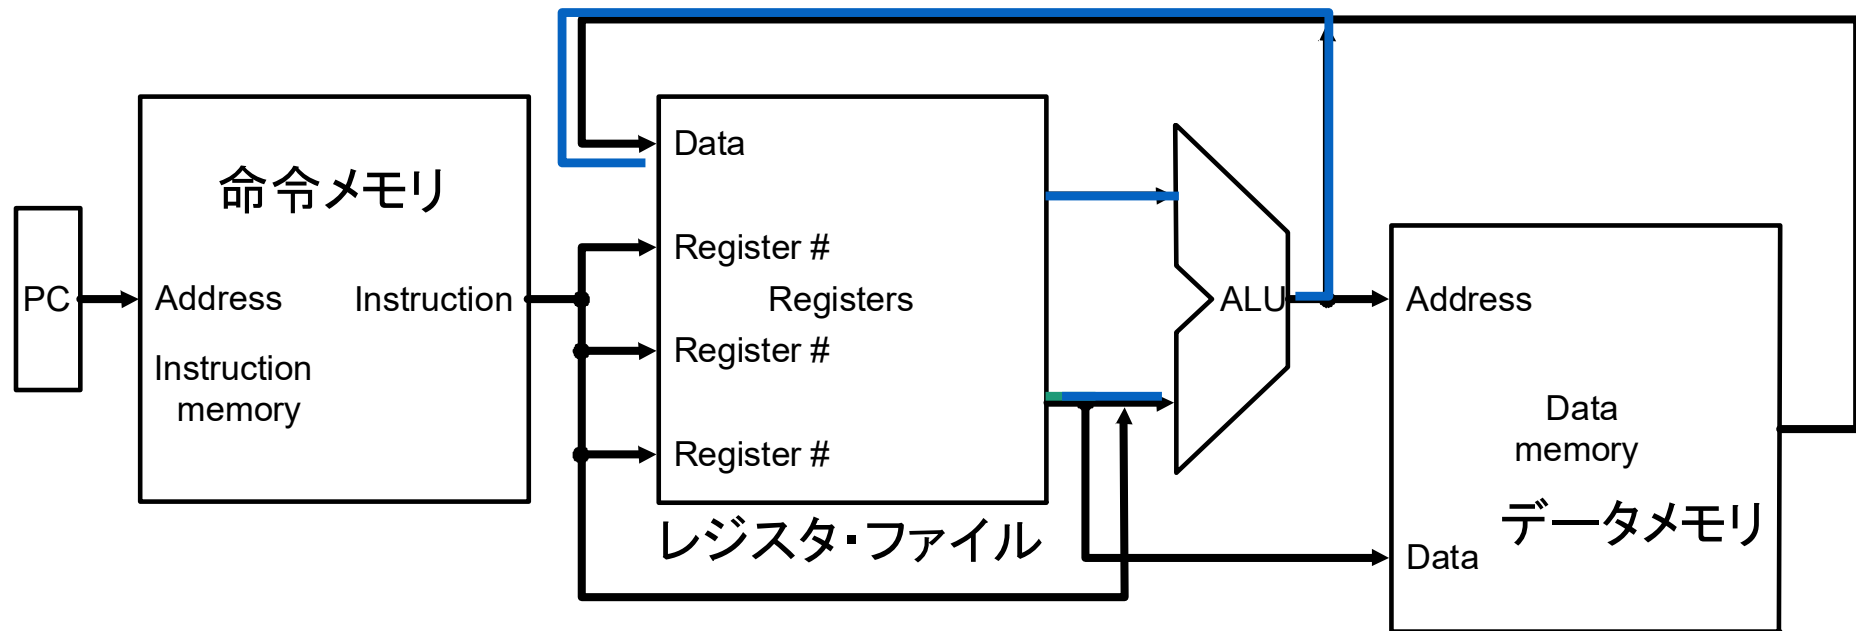 PC
命令メモリ
Address
Instruction
Instruction
memory
Data
Register #
Registers
Register #
Register #
レジスタ・ファイル
ALU
Address
Data
memory
データメモリ
Data